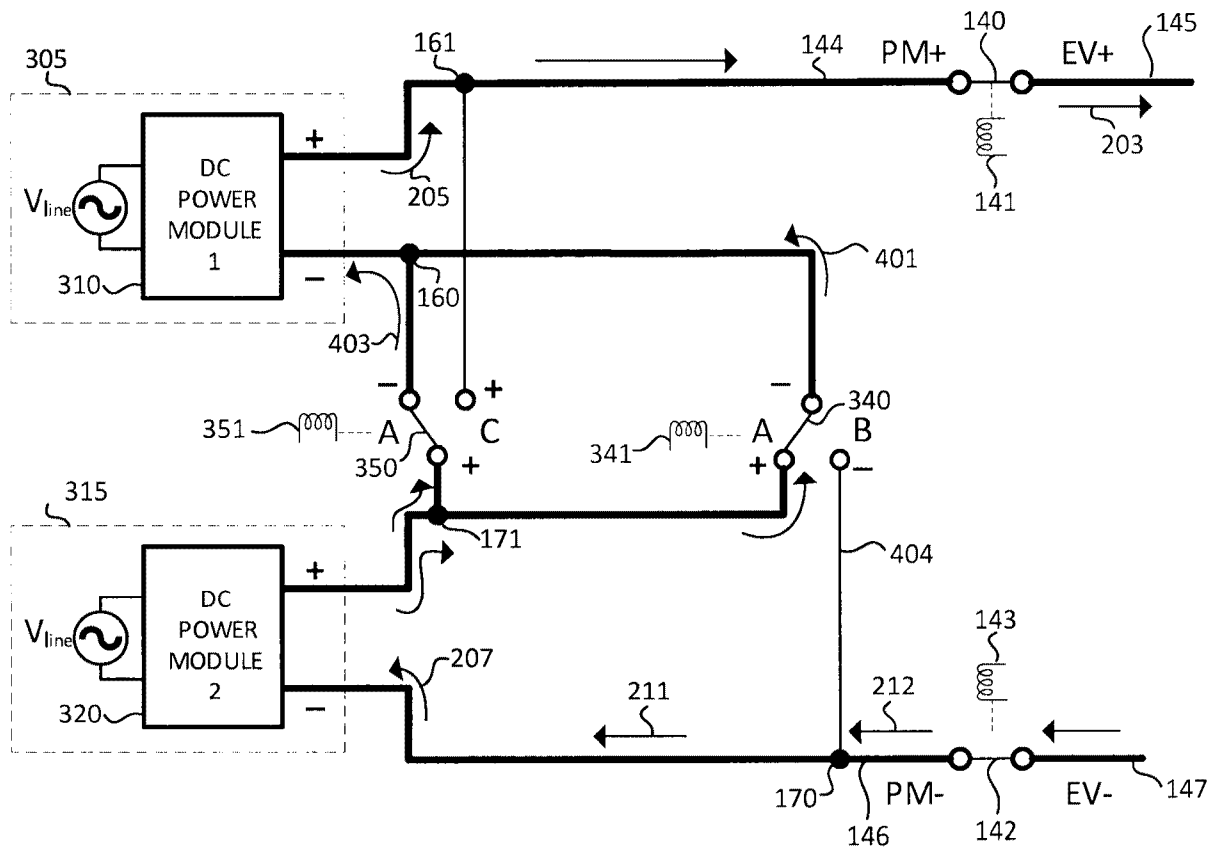 161
140
145
305
144
PM+
EV+
+
DC
POWER
MODULE
1
V line
205
203
141
310
−
160
401
403
−
+
−
340
351
A
C
341
A
B
350
+
+
−
315
171
404
+
DC
POWER
MODULE
2
V line
143
207
211
212
320
−
170
PM-
EV-
147
146
142